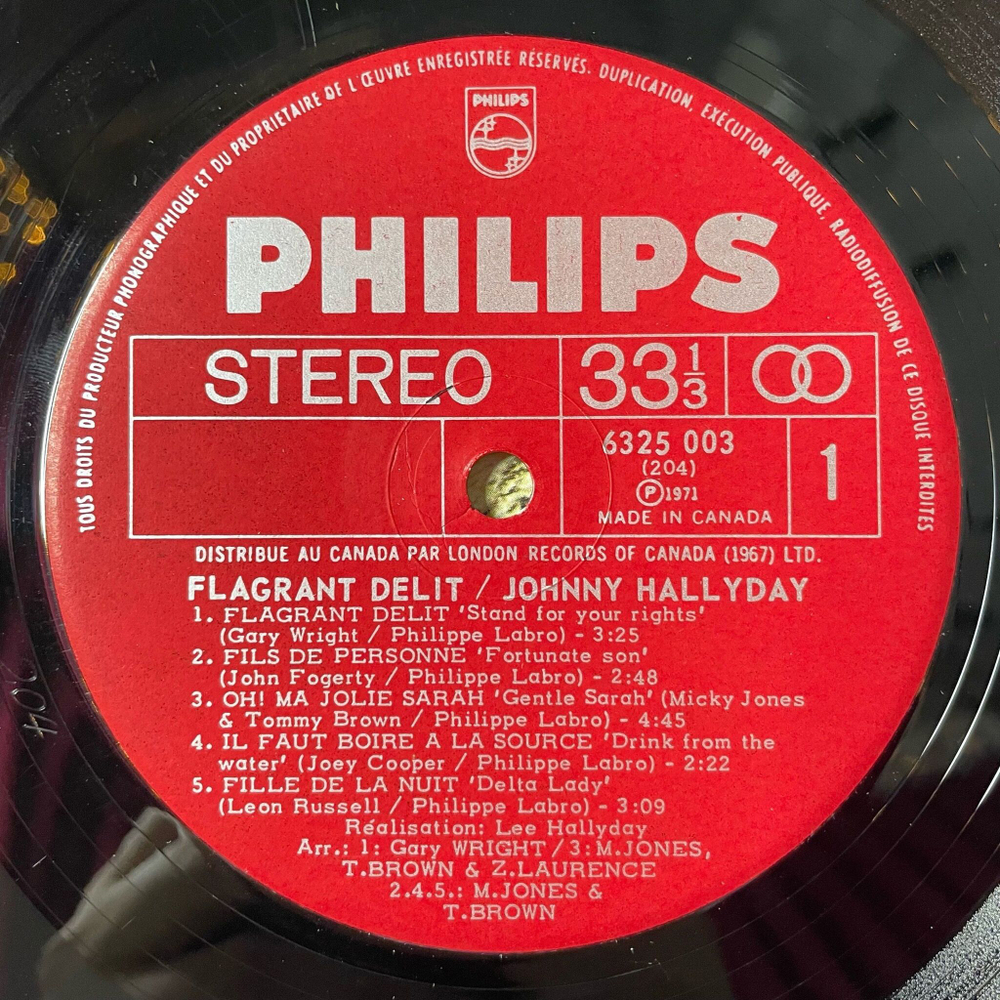 TOUS DROITS DU PRODUCTEUR PHONOGRAPHIQUE ET DU PROPRIETAIRE DE L'ŒUVRE ENREGISTRÉE RÉSERVÉS. DUPLICATION, EXECUTION PUBLIQUE, RADIODIFFUSION DE CE DISQUE INTERDITES
PHILIPS
PHILIPS
STEREO 33 1/3
6325 003
(204)
Ⓟ 1971
MADE IN CANADA
1
DISTRIBUE AU CANADA PAR LONDON RECORDS OF CANADA (1967) LTD.
FLAGRANT DELIT / JOHNNY HALLYDAY
1. FLAGRANT DELIT 'Stand for your rights'
(Gary Wright / Philippe Labro) - 3:25
2. FILS DE PERSONNE 'Fortunate son'
(John Fogerty / Philippe Labro) - 2:48
3. OH! MA JOLIE SARAH 'Gentle Sarah' (Micky Jones
& Tommy Brown / Philippe Labro) - 4:45
4. IL FAUT BOIRE A LA SOURCE 'Drink from the
water' (Joey Cooper / Philippe Labro) - 2:22
5. FILLE DE LA NUIT 'Delta Lady'
(Leon Russell / Philippe Labro) - 3:09
Réalisation: Lee Hallyday
Arr.: 1: Gary WRIGHT / 3: M.JONES,
T.BROWN & Z.LAURENCE
2.4.5.: M.JONES &
T.BROWN